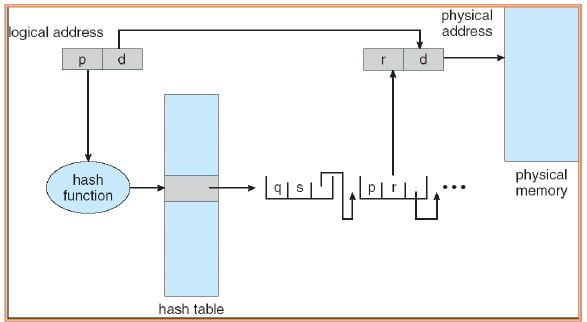 logical address
physical
address
p d
r d
hash
function
q s
p r
...
physical
memory
hash table